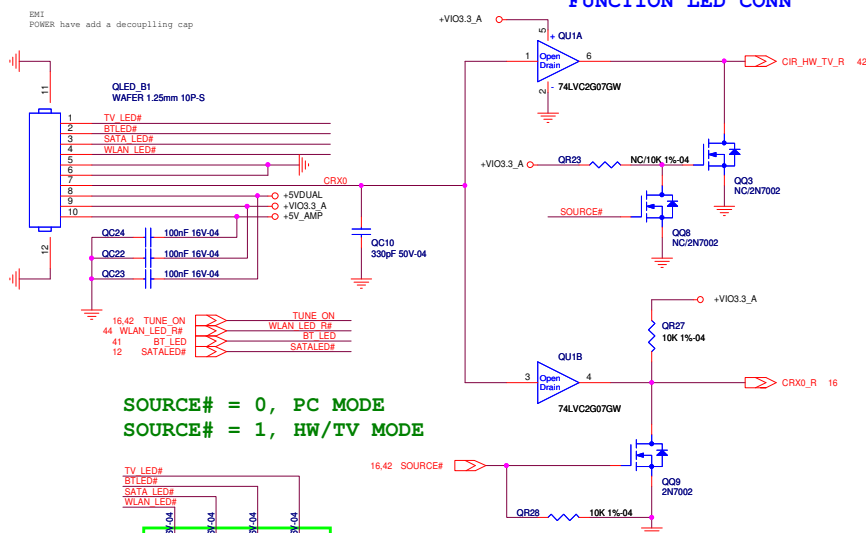 FUNCTION LED CONN
EMI
POWER have add a decouplling cap
+VIO3.3_A
5
+
QU1A
1
Open
Drain
6
CIR_HW_TV_R 42
2
-
74LVC2G07GW
11
QLED_B1
WAFER 1.25mm 10P-S
1 TV_LED#
2 BTLED#
3 SATA_LED#
4 WLAN_LED#
5
6
7 CRX0
8 +5VDUAL
9 +VIO3.3_A
10 +5V_AMP
12
+VIO3.3_A
QR23
NC/10K 1%-04
QQ3
NC/2N7002
SOURCE#
QQ8
NC/2N7002
QC24 100nF 16V-04
QC22 100nF 16V-04
QC23 100nF 16V-04
QC10
330pF 50V-04
16,42 TUNE_ON TUNE_ON
44 WLAN_LED_R# WLAN_LED_R#
41 BT_LED BT_LED
12 SATALED# SATALED#
+VIO3.3_A
QR27
10K 1%-04
QU1B
3
Open
Drain
4
CRX0_R 16
74LVC2G07GW
SOURCE# = 0, PC MODE
SOURCE# = 1, HW/TV MODE
16,42 SOURCE#
QQ9
2N7002
QR28 10K 1%-04
TV_LED#
BTLED#
SATA_LED#
WLAN_LED#